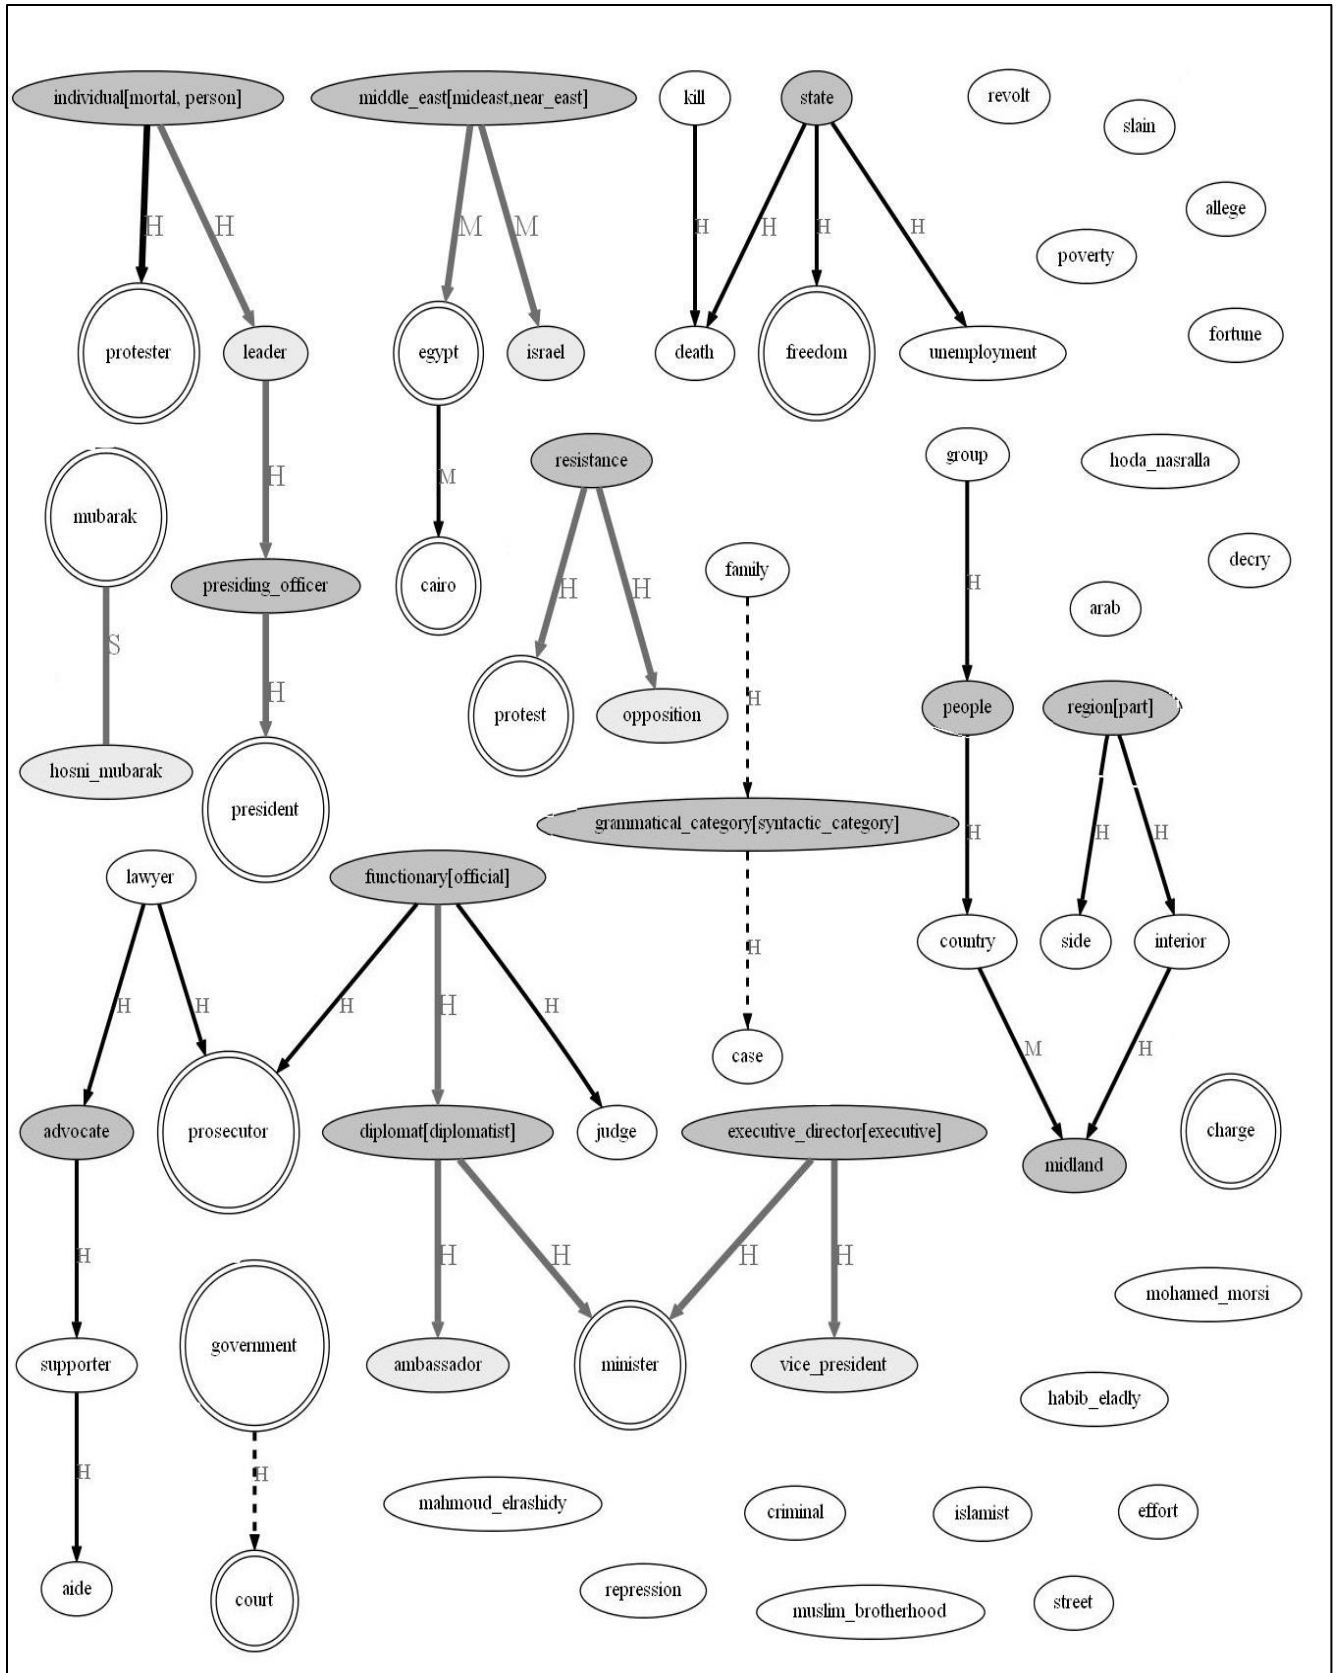 individual[mortal, person]
middle_east[mideast,near_east]
kill
state
revolt
slain
allege
poverty
H
H
M
M
H
H
H
H
protester
leader
egypt
israel
death
freedom
unemployment
fortune
group
hoda_nasralla
resistance
H
M
mubarak
decry
family
presiding_officer
cairo
H
H
H
arab
S
H
H
protest
opposition
people
region[part]
hosni_mubarak
president
grammatical_category[syntactic_category]
H
H
H
lawyer
functionary[official]
country
side
interior
H
H
H
H
H
H
M
H
case
advocate
prosecutor
diplomat[diplomatist]
judge
executive_director[executive]
midland
charge
H
H
H
H
H
mohamed_morsi
government
supporter
ambassador
minister
vice_president
habib_eladly
H
H
mahmoud_elrashidy
criminal
islamist
effort
aide
court
repression
muslim_brotherhood
street